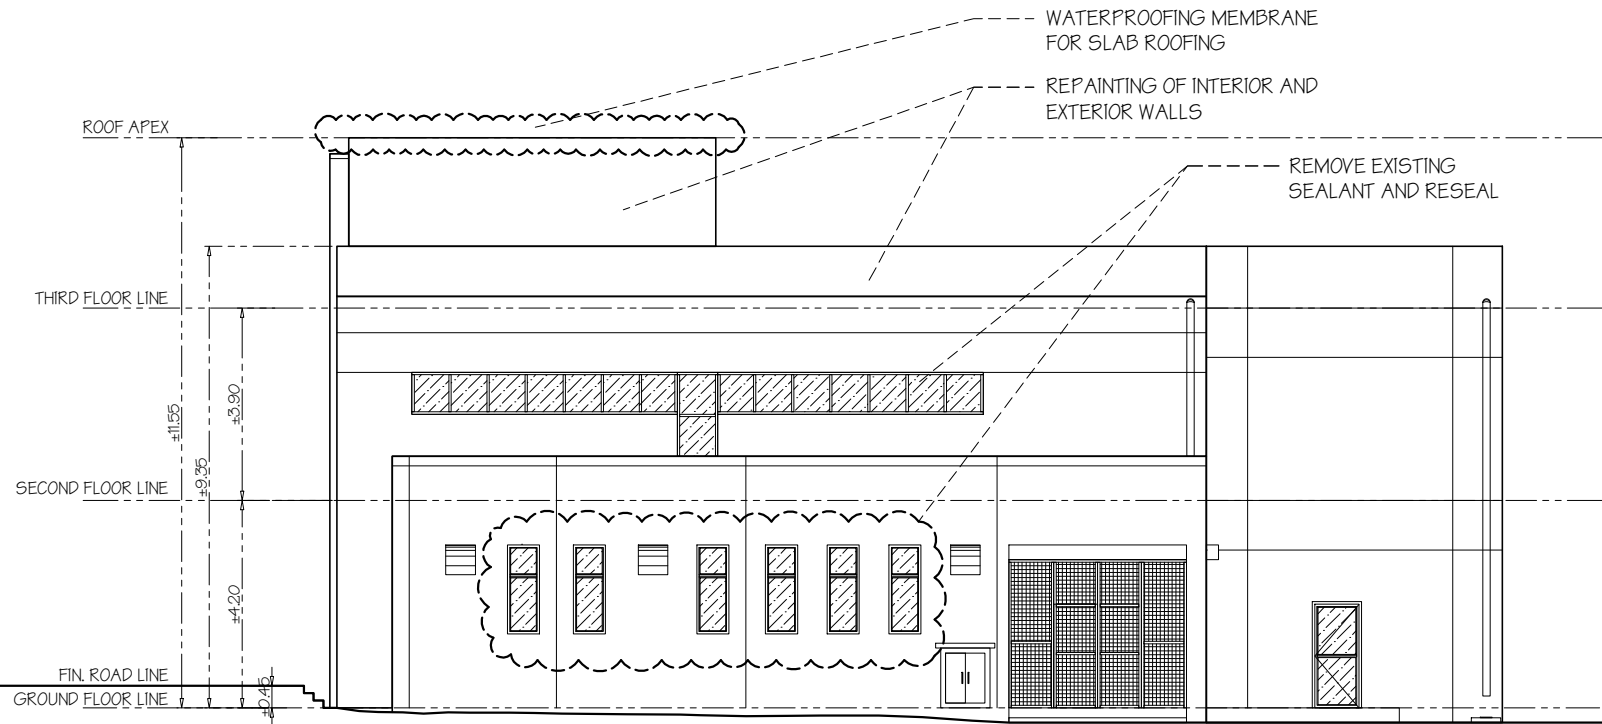 WATERPROOFING MEMBRANE
FOR SLAB ROOFING
REPAINTING OF INTERIOR AND
EXTERIOR WALLS
ROOF APEX
REMOVE EXISTING
SEALANT AND RESEAL
THIRD FLOOR LINE
±3.90
±11.55
±9.35
SECOND FLOOR LINE
±4.20
FIN. ROAD LINE
±0.45
GROUND FLOOR LINE